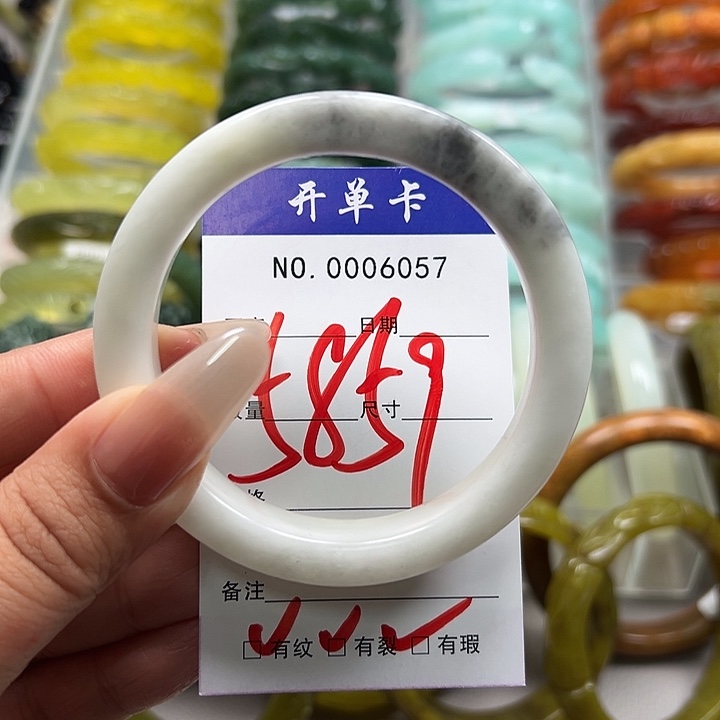 开单卡
NO.0006057
日期
5859
尺寸
备注
✓ ✓ ✓
□有纹 □有裂 □有瑕